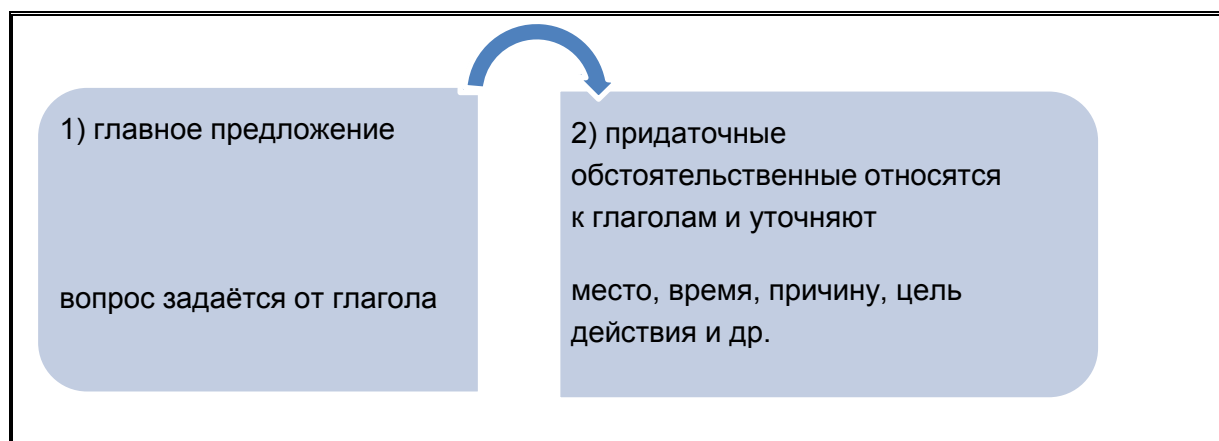 1) главное предложение
вопрос задаётся от глагола
2) придаточные
обстоятельственные относятся
к глаголам и уточняют
место, время, причину, цель
действия и др.